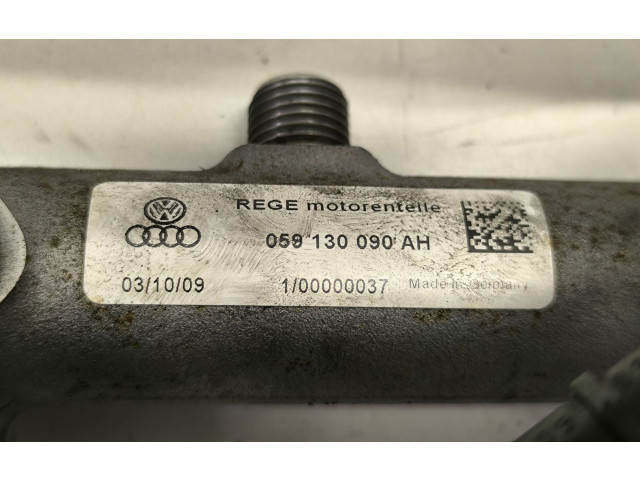 REGE motorenteile
059 130 090 AH
03/10/09 1/00000037 Made in Germany